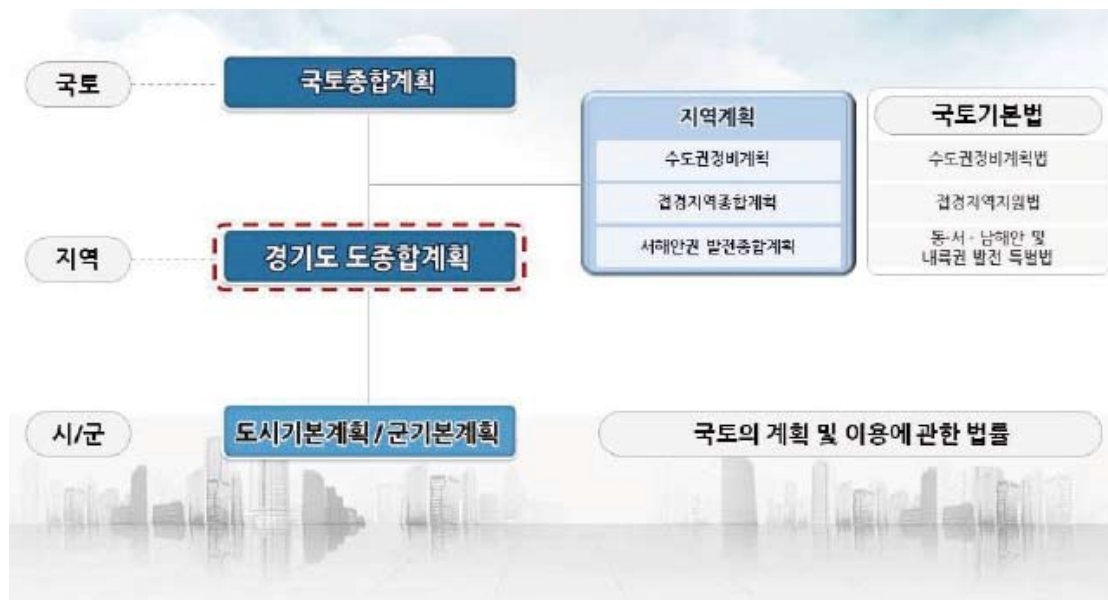 국토
국토종합계획
지역계획
국토기본법
수도권정비계획
수도권정비계획법
접경지역종합계획
접경지역지원법
서해안권 발전종합계획
동·서·남해안 및
내륙권 발전 특별법
지역
경기도 도종합계획
시/군
도시기본계획/군기본계획
국토의 계획 및 이용에 관한 법률